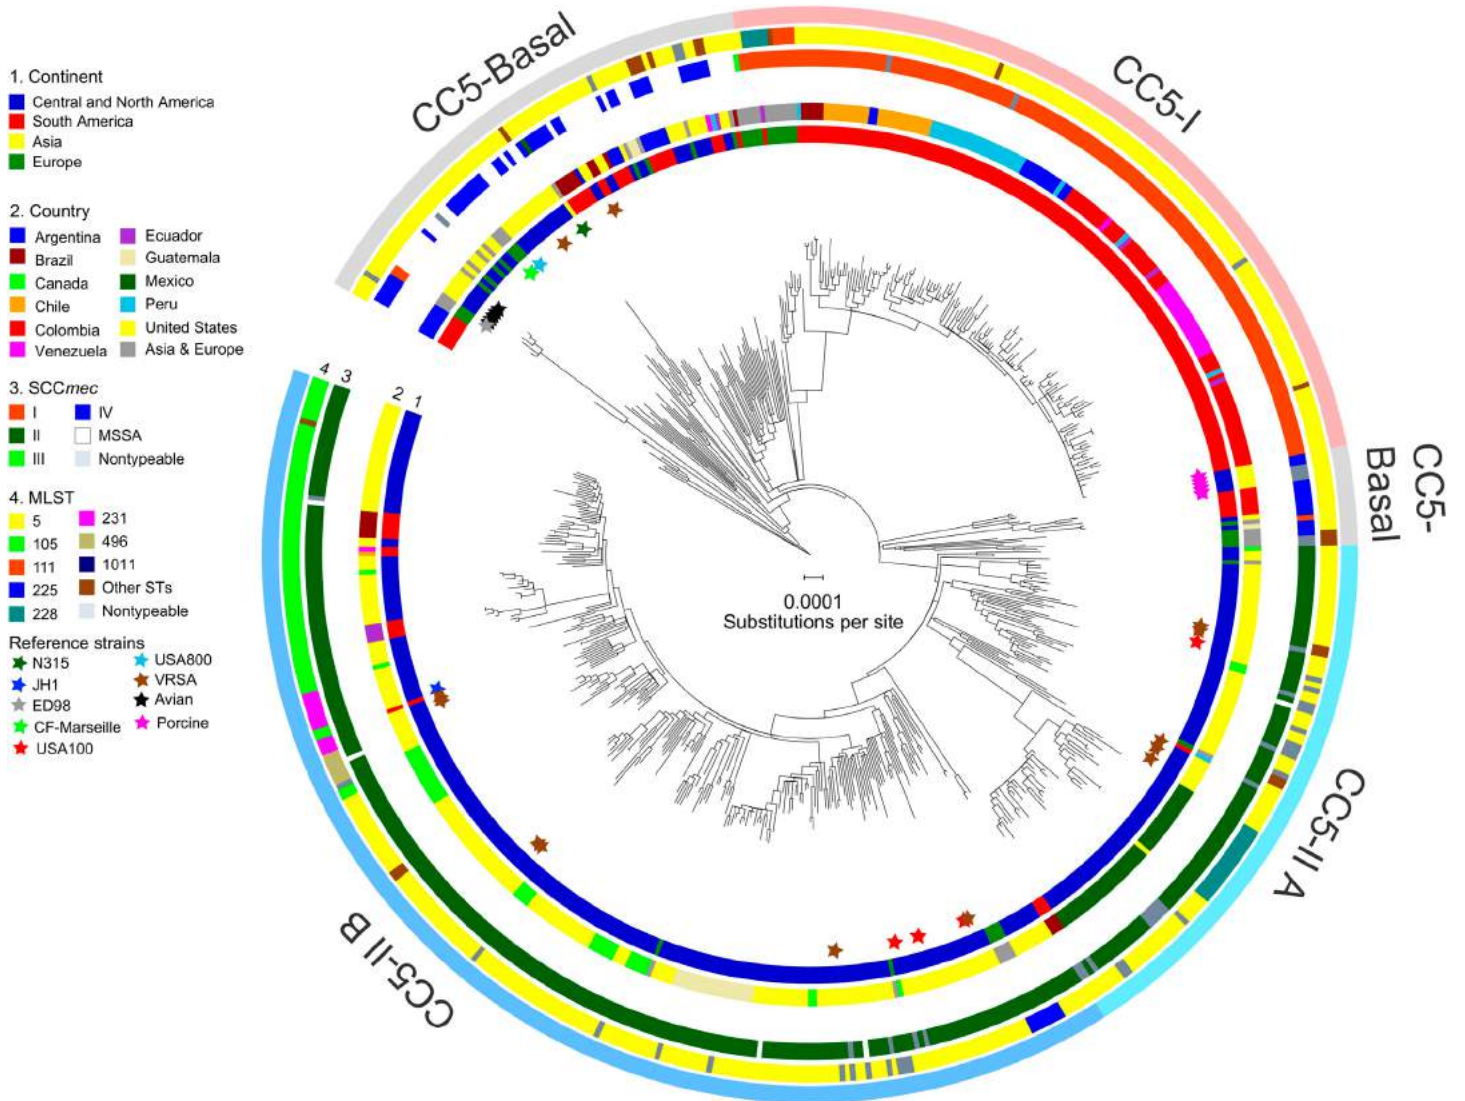 1. Continent
Central and North America
South America
Asia
Europe
2. Country
Argentina
Brazil
Canada
Chile
Colombia
Venezuela
Ecuador
Guatemala
Mexico
Peru
United States
Asia & Europe
3. SCCmec
I
II
III
IV
MSSA
Nontypeable
4. MLST
5
105
111
225
228
231
496
1011
Other STs
Nontypeable
Reference strains
N315
JH1
ED98
CF-Marseille
USA100
USA800
VRSA
Avian
Porcine
CC5-Basal
CC5-I
CC5-
Basal
CC5-II A
CC5-II B
4
3
2
1
0.0001
Substitutions per site